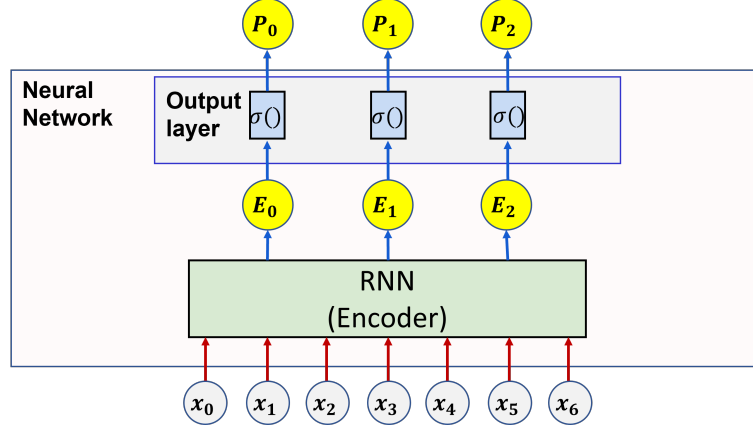 P₀ P₁ P₂
Neural
Network
Output
layer
σ() σ() σ()
E₀ E₁ E₂
RNN
(Encoder)
x₀ x₁ x₂ x₃ x₄ x₅ x₆